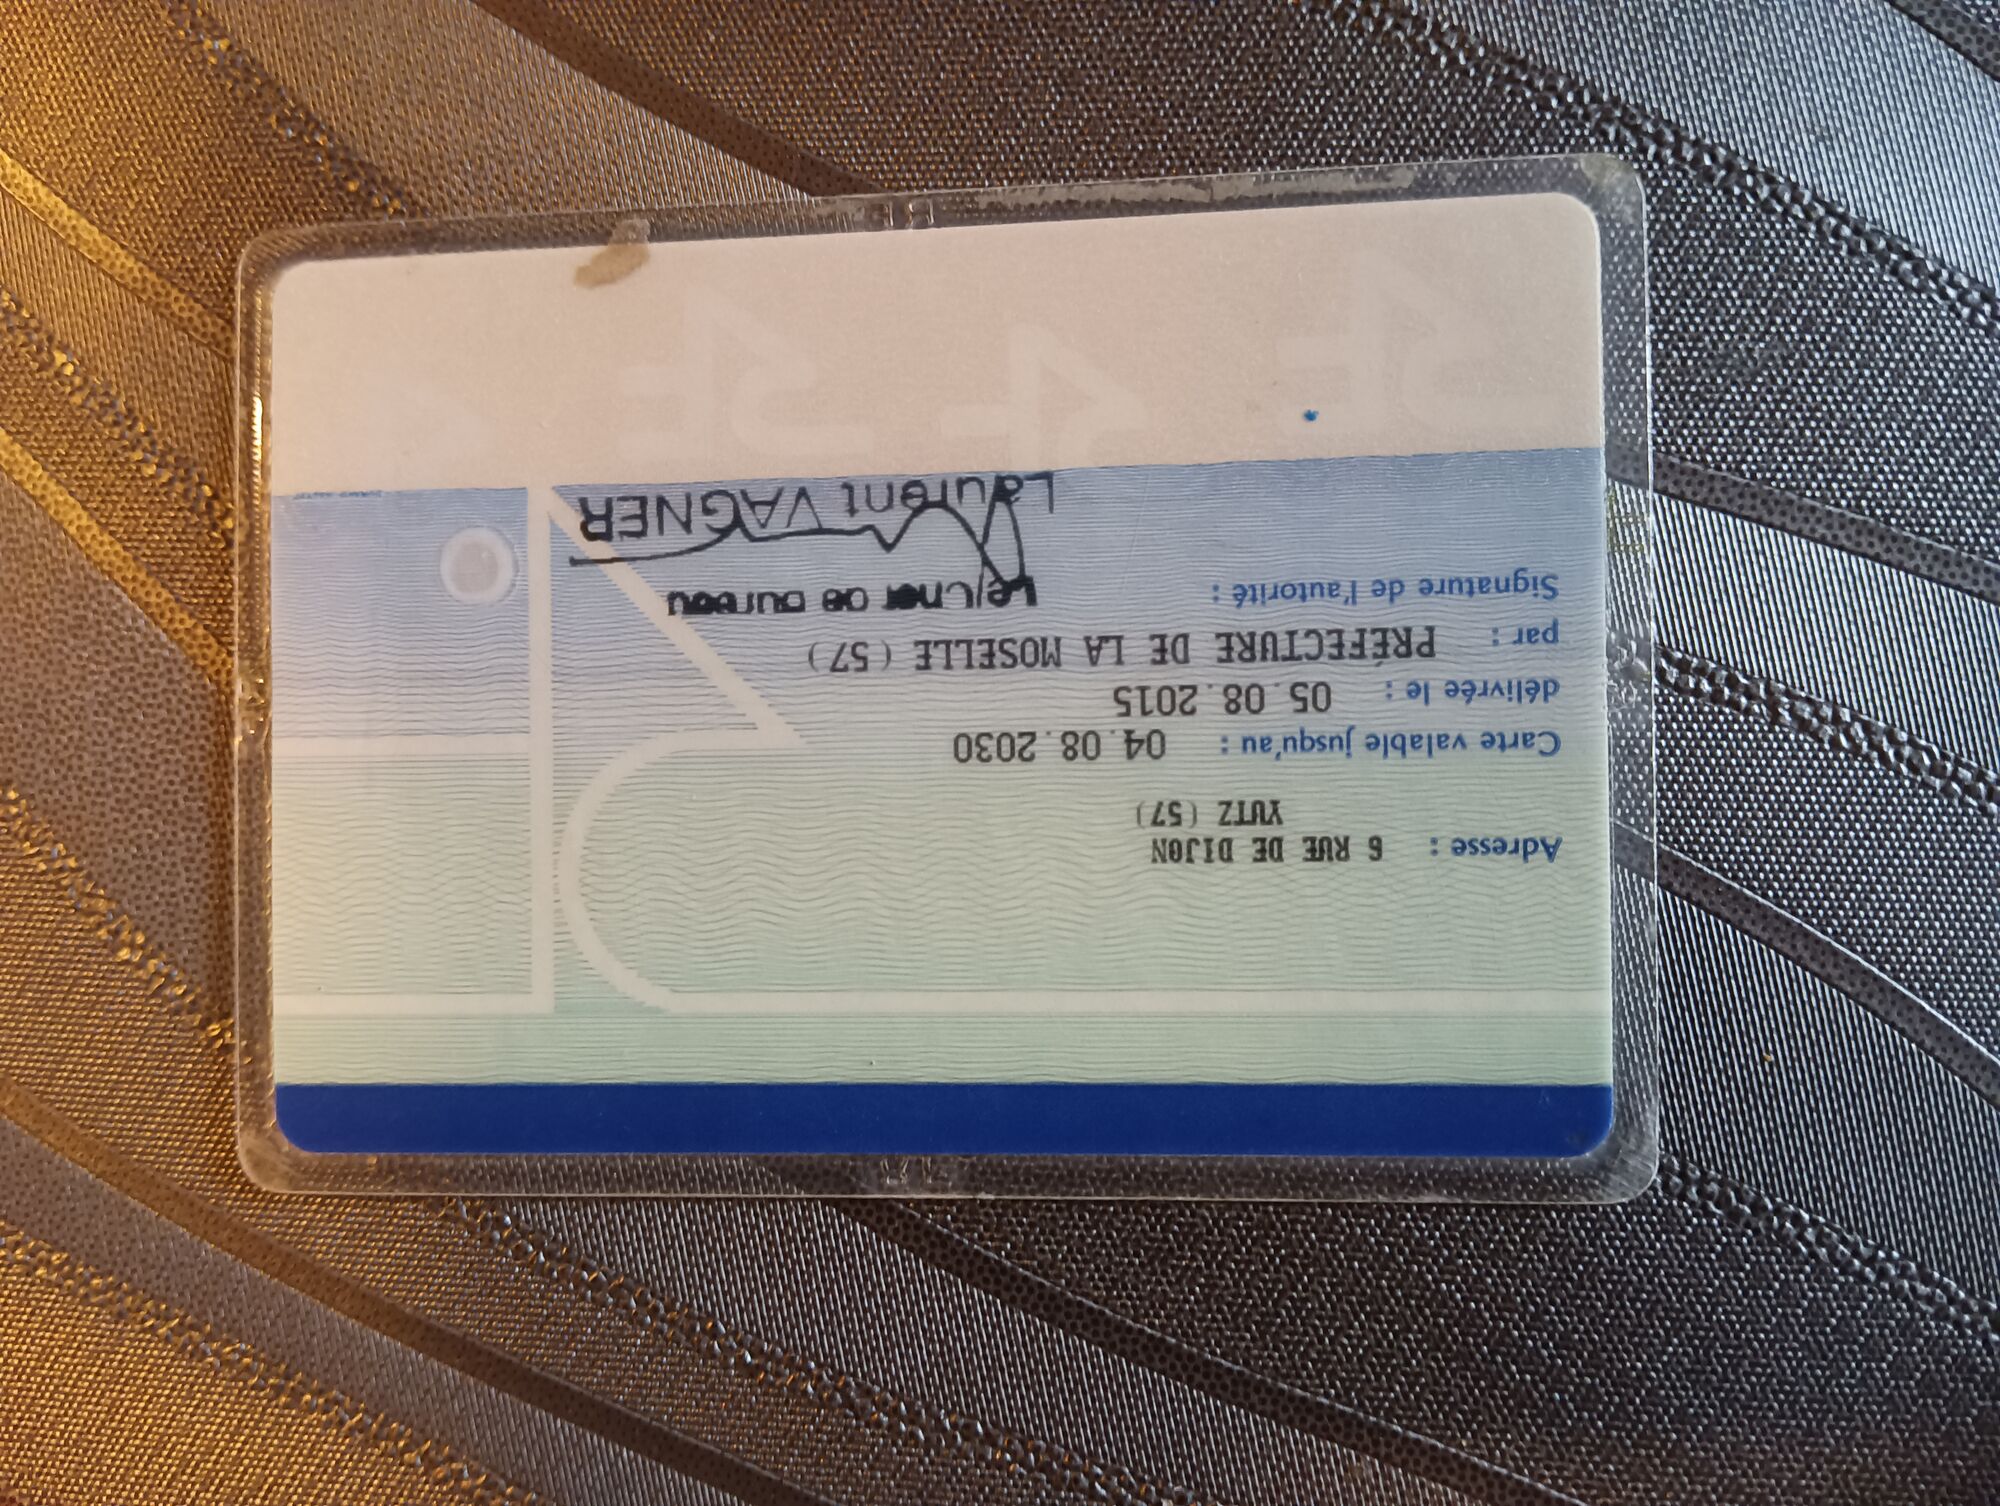 Adresse : 6 RUE DE DIJON
YUTZ (57)
Carte valable jusqu'au : 04.08.2030
délivrée le : 05.08.2015
par : PRÉFECTURE DE LA MOSELLE (57)
Signature de l'autorité : Le Chef de bureau
Laurent VAGNER